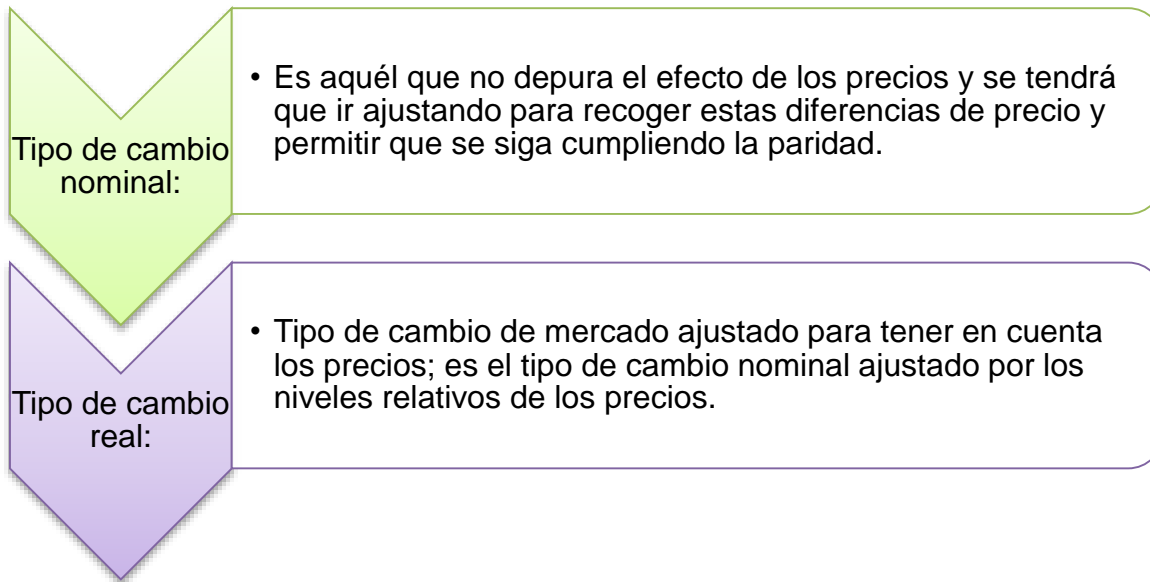 Tipo de cambio
nominal:
• Es aquél que no depura el efecto de los precios y se tendrá
que ir ajustando para recoger estas diferencias de precio y
permitir que se siga cumpliendo la paridad.
Tipo de cambio
real:
• Tipo de cambio de mercado ajustado para tener en cuenta
los precios; es el tipo de cambio nominal ajustado por los
niveles relativos de los precios.